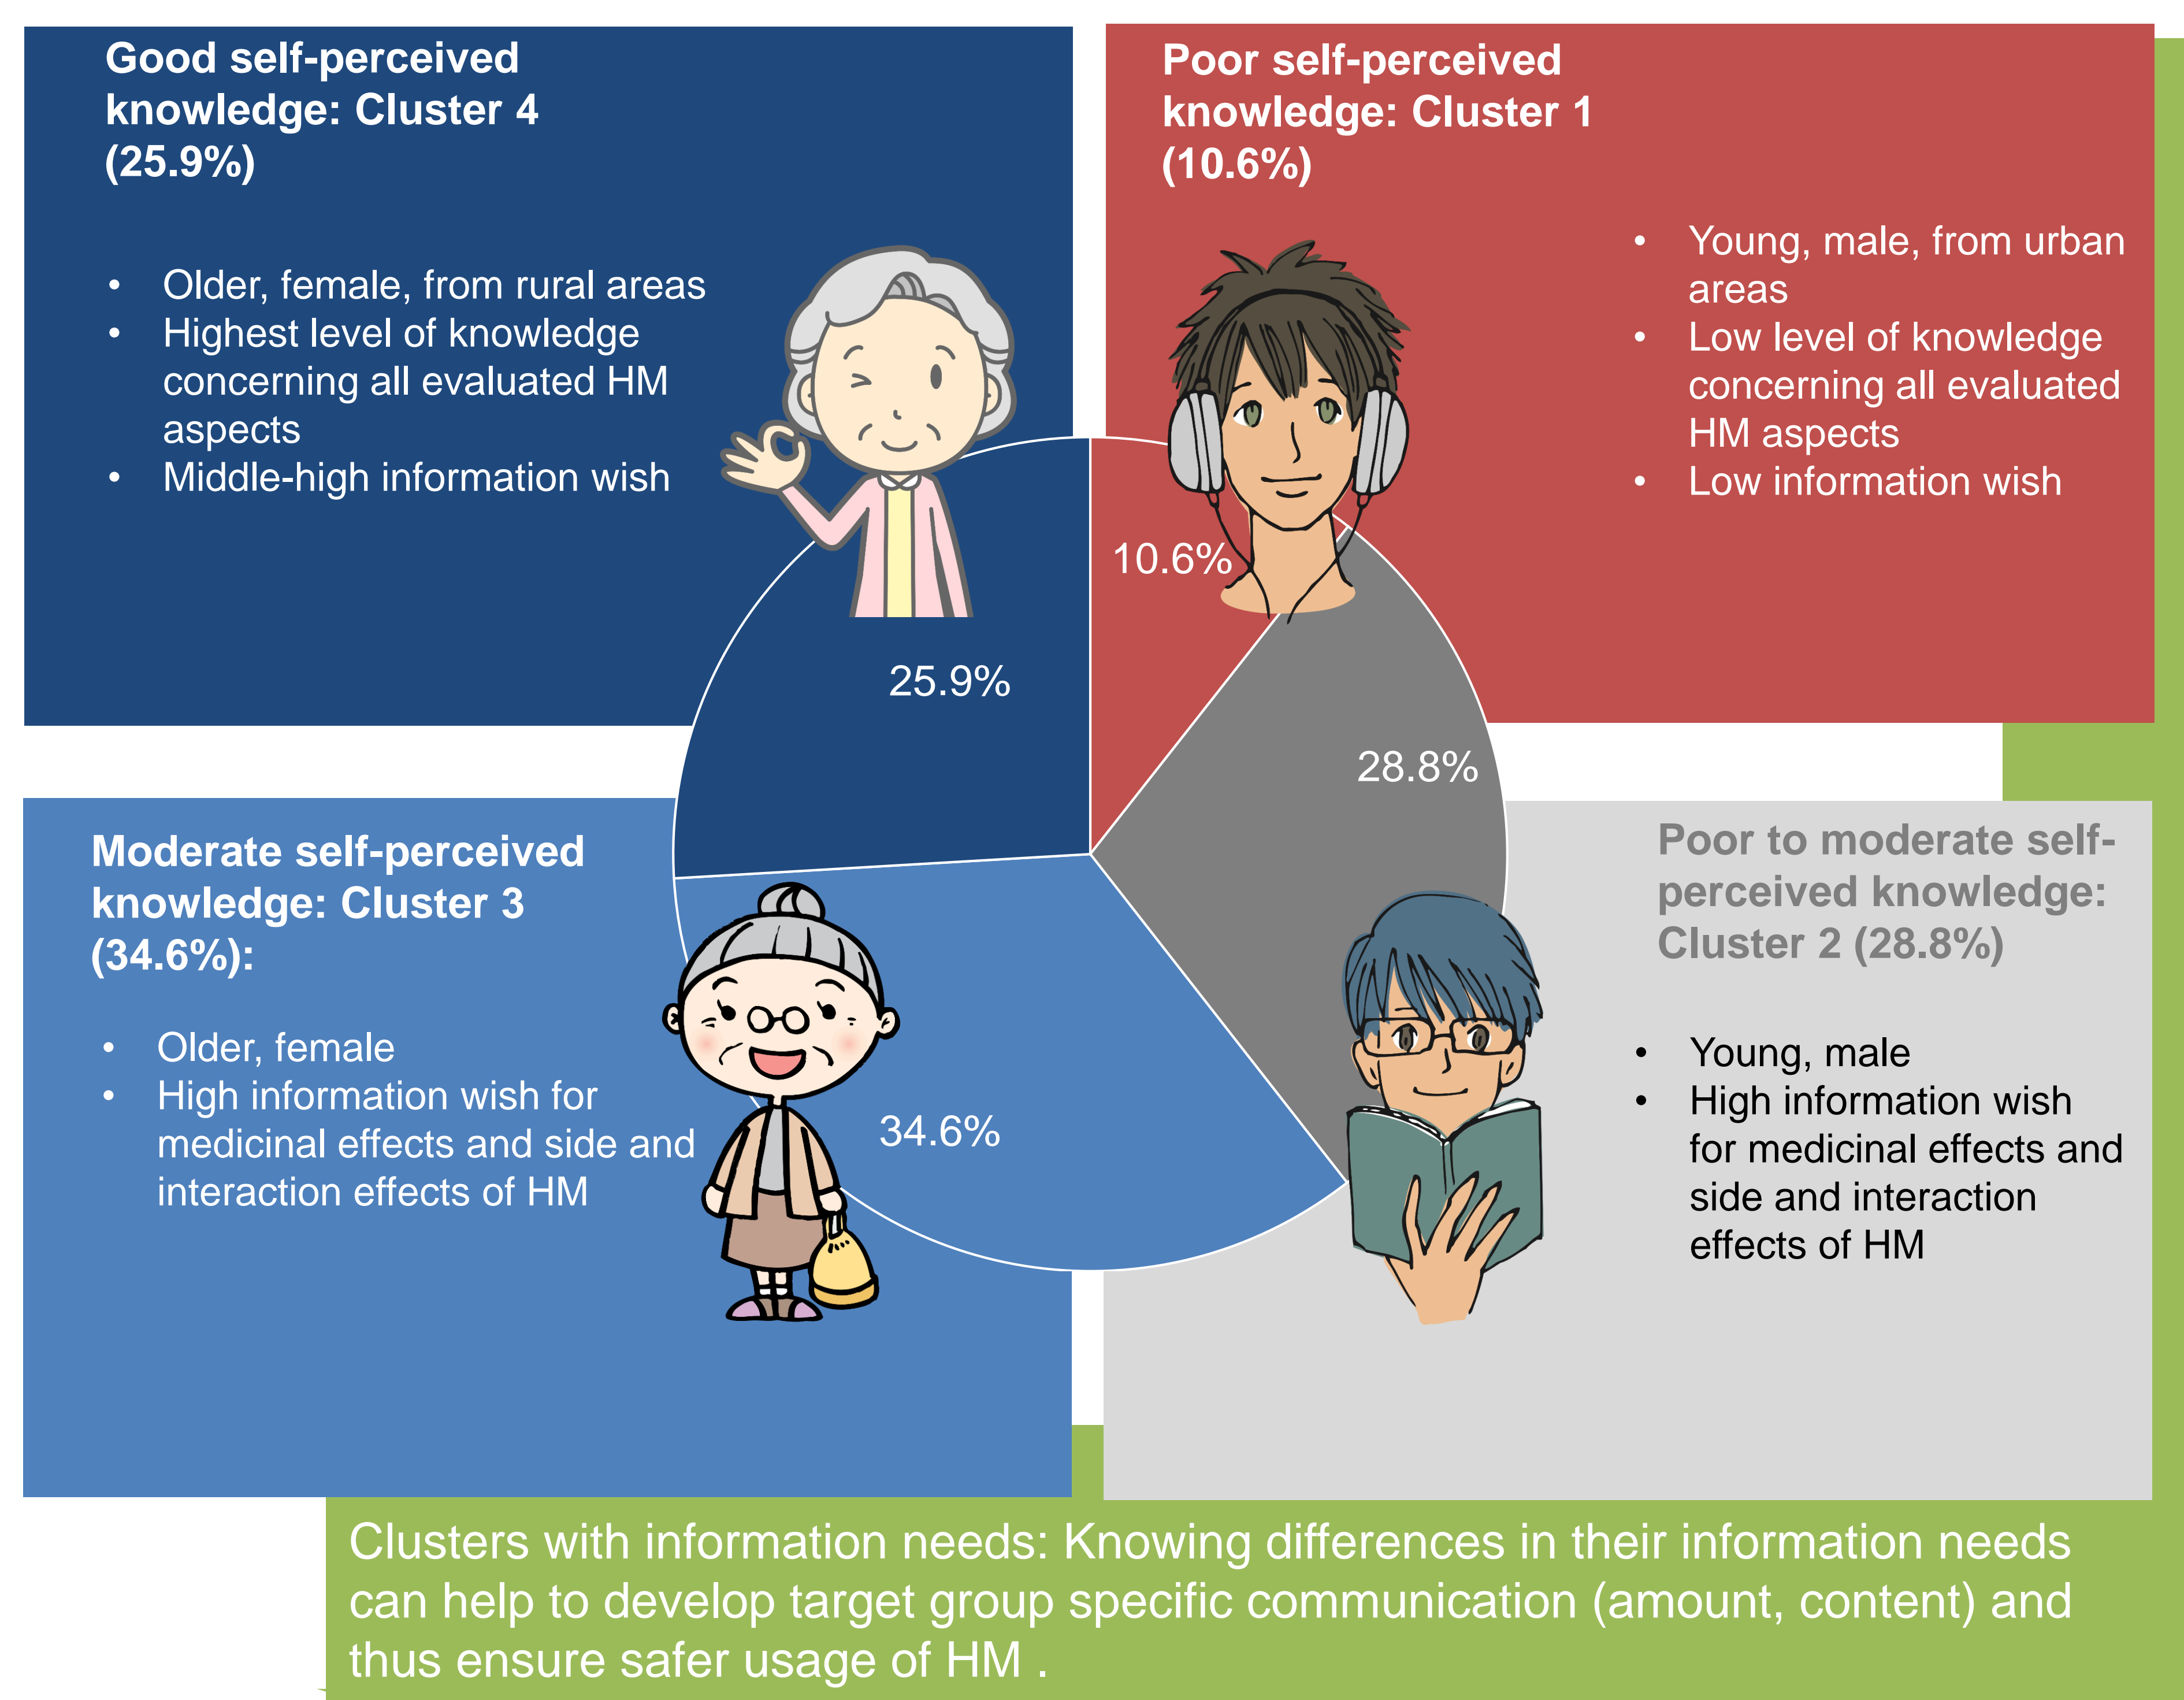 Good self-perceived
knowledge: Cluster 4
(25.9%)
• Older, female, from rural areas
• Highest level of knowledge
concerning all evaluated HM
aspects
• Middle-high information wish
Poor self-perceived
knowledge: Cluster 1
(10.6%)
• Young, male, from urban
areas
• Low level of knowledge
concerning all evaluated
HM aspects
• Low information wish
10.6%
25.9%
28.8%
34.6%
Moderate self-perceived
knowledge: Cluster 3
(34.6%):
• Older, female
• High information wish for
medicinal effects and side and
interaction effects of HM
Poor to moderate self-
perceived knowledge:
Cluster 2 (28.8%)
• Young, male
• High information wish
for medicinal effects and
side and interaction
effects of HM
Clusters with information needs: Knowing differences in their information needs
can help to develop target group specific communication (amount, content) and
thus ensure safer usage of HM .